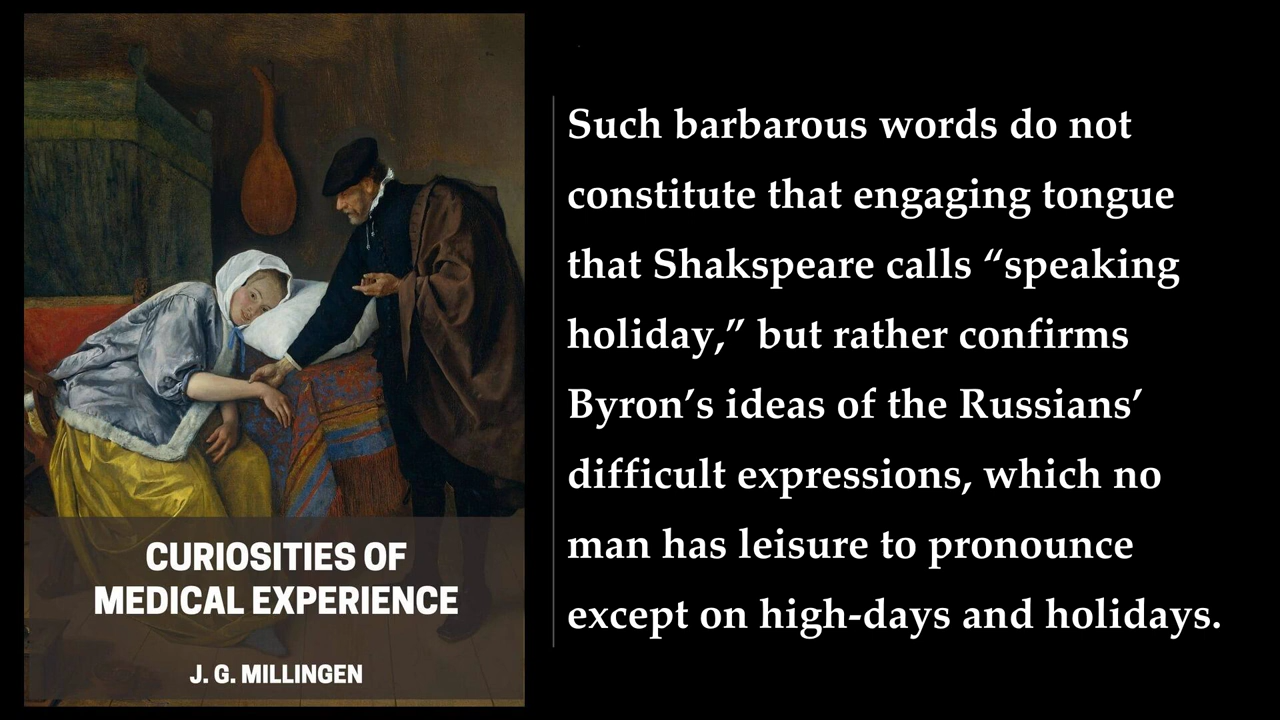 CURIOSITIES OF
MEDICAL EXPERIENCE
J. G. MILLINGEN
Such barbarous words do not
constitute that engaging tongue
that Shakspeare calls “speaking
holiday,” but rather confirms
Byron’s ideas of the Russians’
difficult expressions, which no
man has leisure to pronounce
except on high-days and holidays.